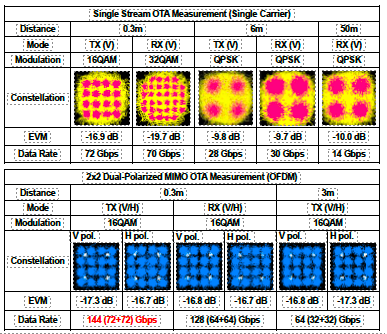 Single Stream OTA Measurement (Single Carrier)
Distance 0.3m 6m 50m
Mode TX (V) RX (V) TX (V) RX (V) RX (V)
Modulation 16QAM 32QAM QPSK QPSK QPSK
Constellation
EVM -16.9 dB -19.7 dB -9.8 dB -9.7 dB -10.0 dB
Data Rate 72 Gbps 70 Gbps 28 Gbps 30 Gbps 14 Gbps
2x2 Dual-Polarized MIMO OTA Measurement (OFDM)
Distance 0.3m 3m
Mode TX (V/H) RX (V/H) TX (V/H)
Modulation 16QAM 16QAM 16QAM
V pol. H pol. V pol. H pol. V pol. H pol.
Constellation
EVM -17.3 dB -16.7 dB -16.8 dB -16.7 dB -16.8 dB -17.3 dB
Data Rate 144 (72+72) Gbps 128 (64+64) Gbps 64 (32+32) Gbps